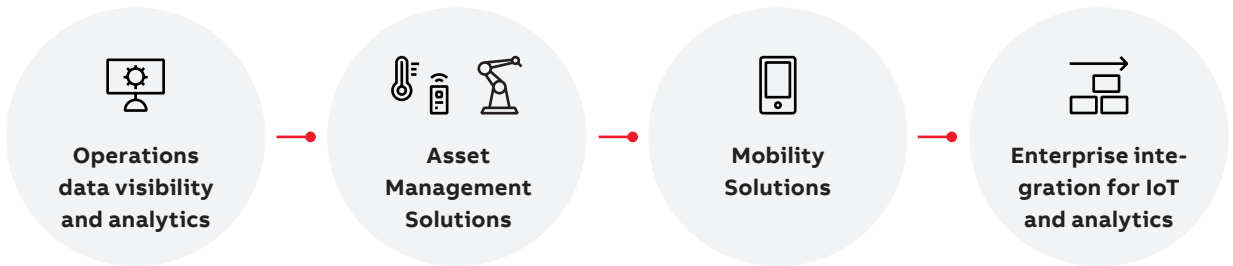 Operations
data visibility
and analytics
Asset
Management
Solutions
Mobility
Solutions
Enterprise inte-
gration for IoT
and analytics